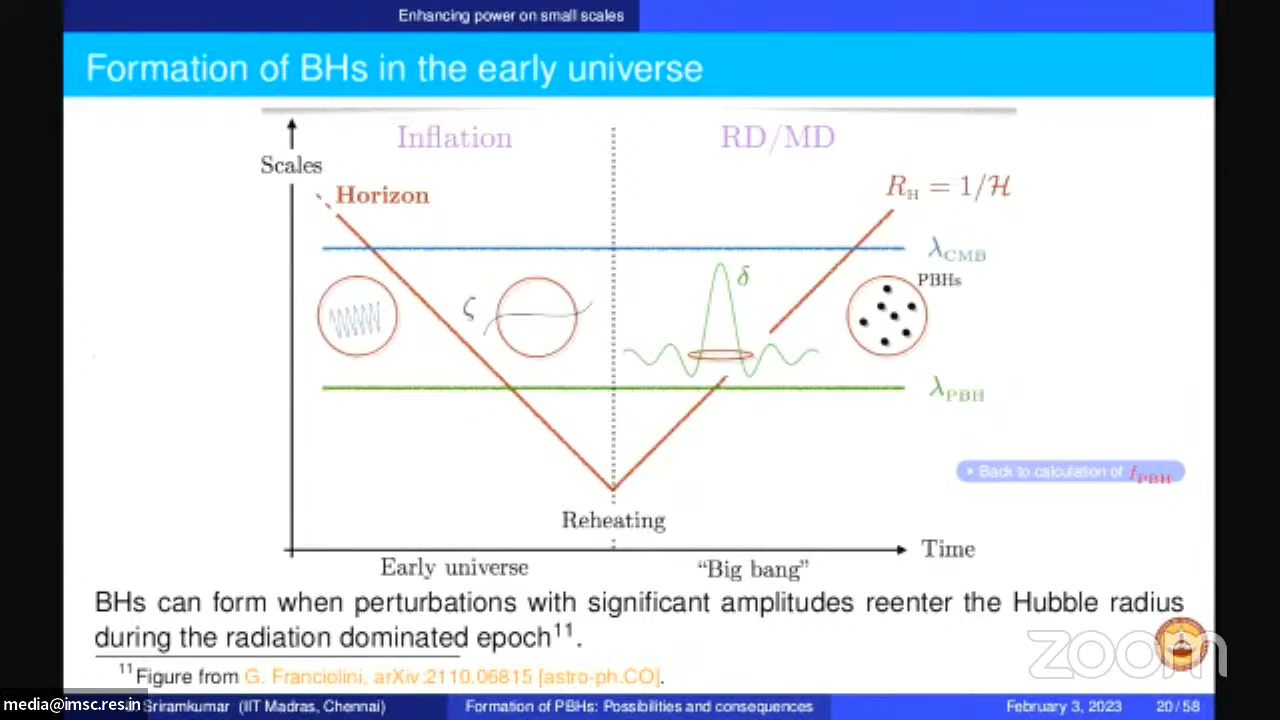 Enhancing power on small scales
Formation of BHs in the early universe
Inflation
RD/MD
Scales
Horizon
R_H = 1/ℋ
λ_CMB
PBHs
ζ
δ
λ_PBH
Back to calculation of f_PBH
Reheating
Time
Early universe
“Big bang”
BHs can form when perturbations with significant amplitudes reenter the Hubble radius
during the radiation dominated epoch¹¹.
¹¹Figure from G. Franciolini, arXiv:2110.06815 [astro-ph.CO].
zoom
media@imsc.res.in
Sriramkumar (IIT Madras, Chennai)
Formation of PBHs: Possibilities and consequences
February 3, 2023
20/58